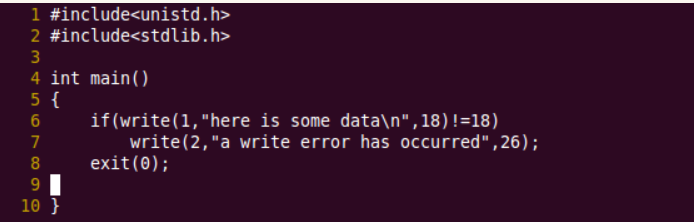 1 #include<unistd.h>
2 #include<stdlib.h>
3
4 int main()
5 {
6     if(write(1,"here is some data\n",18)!=18)
7         write(2,"a write error has occurred",26);
8     exit(0);
9
10 }